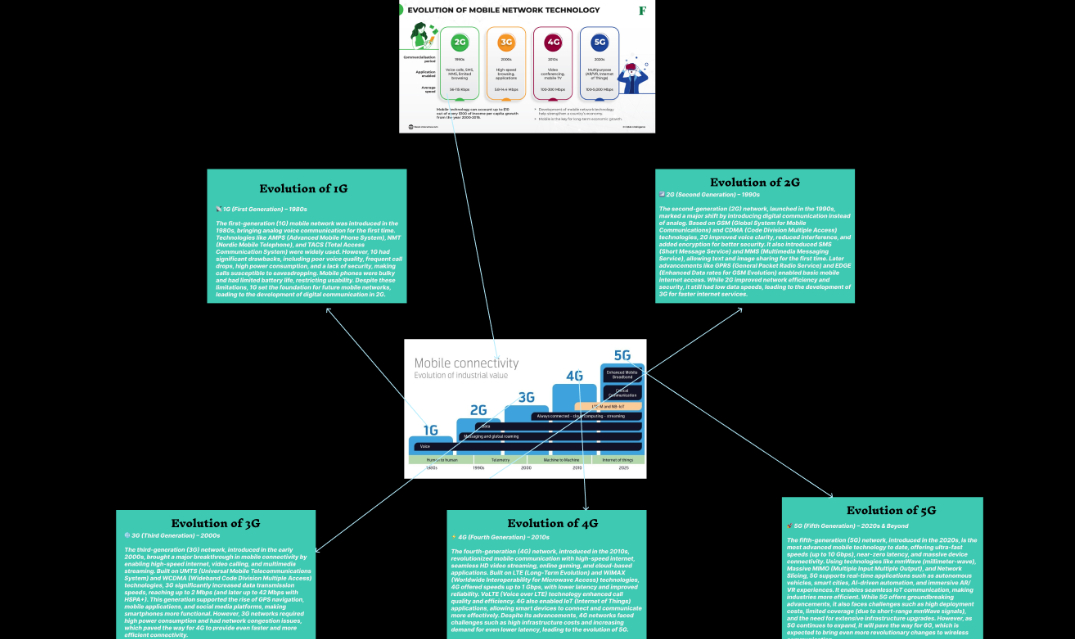 EVOLUTION OF MOBILE NETWORK TECHNOLOGY
F
2G
3G
4G
5G
Commercialisation
period
1990s
2000s
2010s
2020s
Application
enabled
Voice calls, SMS,
MMS, limited
browsing
High-speed
browsing,
applications
Video
conferencing,
mobile TV
Average
speed
Mobile technology can account up to
out of every 1000 of income per capita growth
from the year 2000-2019.
Development of mobile network technology
help strengthen a country's economy.
Mobile is the key for long-term economic growth.
Evolution of 1G
1G (First Generation) – 1980s
The first-generation (1G) mobile network was introduced in the
1980s, bringing analog voice communication for the first time.
Technologies like AMPS (Advanced Mobile Phone System), NMT
(Nordic Mobile Telephone), and TACS (Total Access
Communication System) were widely used. However, 1G had
significant drawbacks, including poor voice quality, frequent call
drops, high power consumption, and a lack of security, making
calls susceptible to eavesdropping. Mobile phones were bulky
and had limited battery life, restricting usability. Despite these
limitations, 1G set the foundation for future mobile networks,
leading to the development of digital communication in 2G.
Evolution of 2G
2G (Second Generation) – 1990s
The second-generation (2G) network, launched in the 1990s,
marked a major shift by introducing digital communication instead
of analog. Based on GSM (Global System for Mobile
Communications) and CDMA (Code Division Multiple Access)
technologies, 2G improved voice clarity, reduced interference, and
added encryption for better security. It also introduced SMS
(Short Message Service) and MMS (Multimedia Messaging
Service), allowing text and image sharing for the first time. Later
advancements like GPRS (General Packet Radio Service) and EDGE
(Enhanced Data rates for GSM Evolution) enabled basic mobile
internet access. While 2G improved network efficiency and
security, it still had low data speeds, leading to the development of
3G for faster internet services.
Mobile connectivity
Evolution of industrial value
1G
2G
3G
4G
5G
Enhanced Mobile
Broadband
Critical
Communication
LTE-M and NB-IoT
Always connected – cloud computing – streaming
Data
Messaging and global roaming
Voice
Human to human
Telemetry
Machine to Machine
Internet of things
1980s
1990s
2000
2015
2025
Evolution of 3G
3G (Third Generation) – 2000s
The third-generation (3G) network, introduced in the early
2000s, brought a major breakthrough in mobile connectivity by
enabling high-speed internet, video calling, and multimedia
streaming. Built on UMTS (Universal Mobile Telecommunications
System) and WCDMA (Wideband Code Division Multiple Access)
technologies, 3G significantly increased data transmission
speeds, reaching up to 2 Mbps (and later up to 42 Mbps with
HSPA+). This generation supported the rise of GPS navigation,
mobile applications, and social media platforms, making
smartphones more functional. However, 3G networks required
high power consumption and had network congestion issues,
which paved the way for 4G to provide even faster and more
efficient connectivity.
Evolution of 4G
4G (Fourth Generation) – 2010s
The fourth-generation (4G) network, introduced in the 2010s,
revolutionized mobile communication with high-speed internet,
seamless HD video streaming, online gaming, and cloud-based
applications. Built on LTE (Long-Term Evolution) and WiMAX
(Worldwide Interoperability for Microwave Access) technologies,
4G offered speeds up to 1 Gbps, with lower latency and improved
reliability. VoLTE (Voice over LTE) technology enhanced call
quality and efficiency. 4G also enabled IoT (Internet of Things)
applications, allowing smart devices to connect and communicate
more effectively. Despite its advancements, 4G networks faced
challenges such as high infrastructure costs and increasing
demand for even lower latency, leading to the evolution of 5G.
Evolution of 5G
5G (Fifth Generation) – 2020s & Beyond
The fifth-generation (5G) network, introduced in the 2020s, is the
most advanced mobile technology to date, offering ultra-fast
speeds (up to 10 Gbps), near-zero latency, and massive device
connectivity. Using technologies like mmWave (millimeter-wave),
Massive MIMO (Multiple Input Multiple Output), and Network
Slicing, 5G supports real-time applications such as autonomous
vehicles, smart cities, AI-driven automation, and immersive AR/
VR experiences. It enables seamless IoT communication, making
industries more efficient. While 5G offers groundbreaking
advancements, it also faces challenges such as high deployment
costs, limited coverage (due to short-range mmWave signals),
and the need for extensive infrastructure upgrades. However, as
5G continues to expand, it will pave the way for 6G, which is
expected to bring even more revolutionary changes to wireless